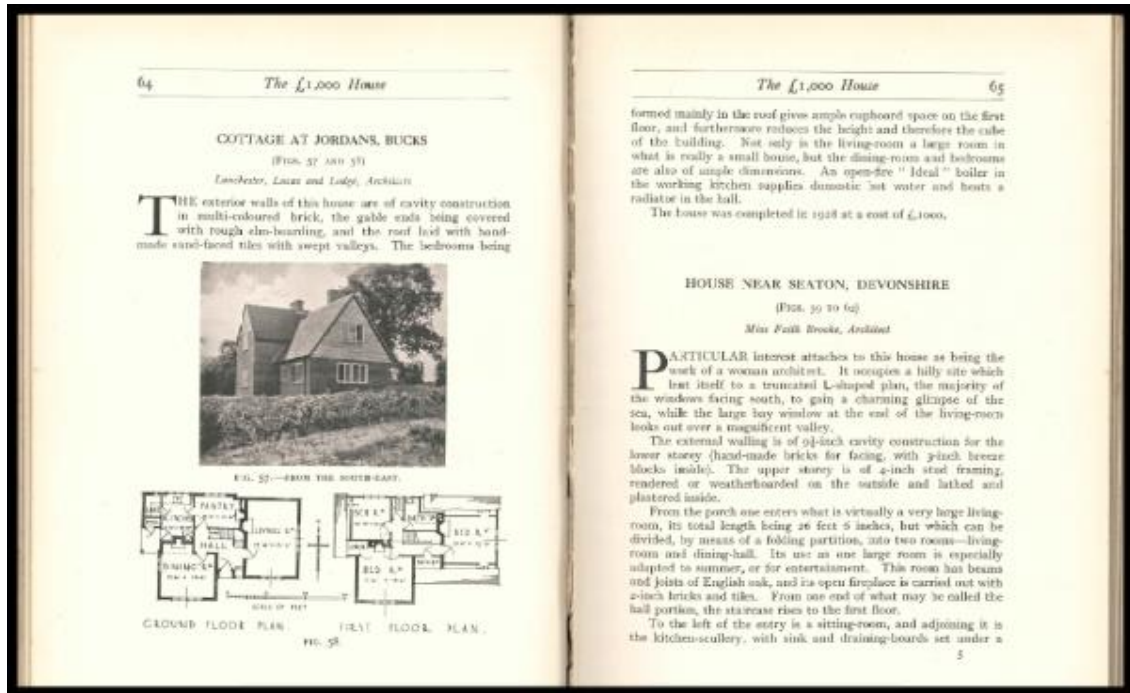 64 The £1,000 House
COTTAGE AT JORDANS, BUCKS
(FIGS. 57 AND 58)
Lanchester, Lucas and Lodge, Architects
THE exterior walls of this house are of cavity construction
in multi-coloured brick, the gable ends being covered
with rough elm-boarding, and the roof laid with hand-
made sand-faced tiles with swept valleys. The bedrooms being
FIG. 57.—FROM THE SOUTH-EAST.
PANTRY
LIVING RM
HALL
DINING RM
BED RM
BED RM
BED RM
SCALE OF FEET
GROUND FLOOR PLAN. FIRST FLOOR PLAN.
FIG. 58.
The £1,000 House 65
formed mainly in the roof gives ample cupboard space on the first
floor, and furthermore reduces the height and therefore the cube
of the building. Not only is the living-room a large room in
what is really a small house, but the dining-room and bedrooms
are also of ample dimensions. An open-fire "Ideal" boiler in
the working kitchen supplies domestic hot water and heats a
radiator in the hall.
The house was completed in 1928 at a cost of £1000.
HOUSE NEAR SEATON, DEVONSHIRE
(FIGS. 59 TO 62)
Miss Faith Brooke, Architect
PARTICULAR interest attaches to this house as being the
work of a woman architect. It occupies a hilly site which
lent itself to a truncated L-shaped plan, the majority of
the windows facing south, to gain a charming glimpse of the
sea, while the large bay window at the end of the living-room
looks out over a magnificent valley.
The external walling is of 9½-inch cavity construction for the
lower storey (hand-made bricks for facing, with 3-inch breeze
blocks inside). The upper storey is of 4-inch stud framing,
rendered or weatherboarded on the outside and lathed and
plastered inside.
From the porch one enters what is virtually a very large living-
room, its total length being 26 feet 6 inches, but which can be
divided, by means of a folding partition, into two rooms—living-
room and dining-hall. Its use as one large room is especially
adapted to summer, or for entertainment. This room has beams
and joists of English oak, and its open fireplace is carried out with
2-inch bricks and tiles. From one end of what may be called the
hall portion, the staircase rises to the first floor.
To the left of the entry is a sitting-room, and adjoining it is
the kitchen-scullery, with sink and draining-boards set under a
5